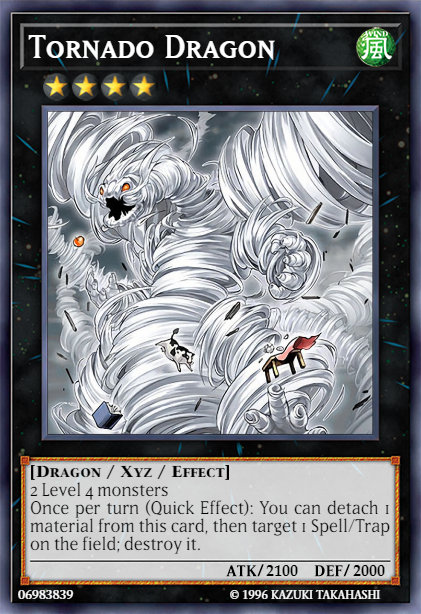 TORNADO DRAGON
WIND
風
[DRAGON / XYZ / EFFECT]
2 Level 4 monsters
Once per turn (Quick Effect): You can detach 1
material from this card, then target 1 Spell/Trap
on the field; destroy it.
ATK/2100 DEF/2000
06983839 © 1996 KAZUKI TAKAHASHI